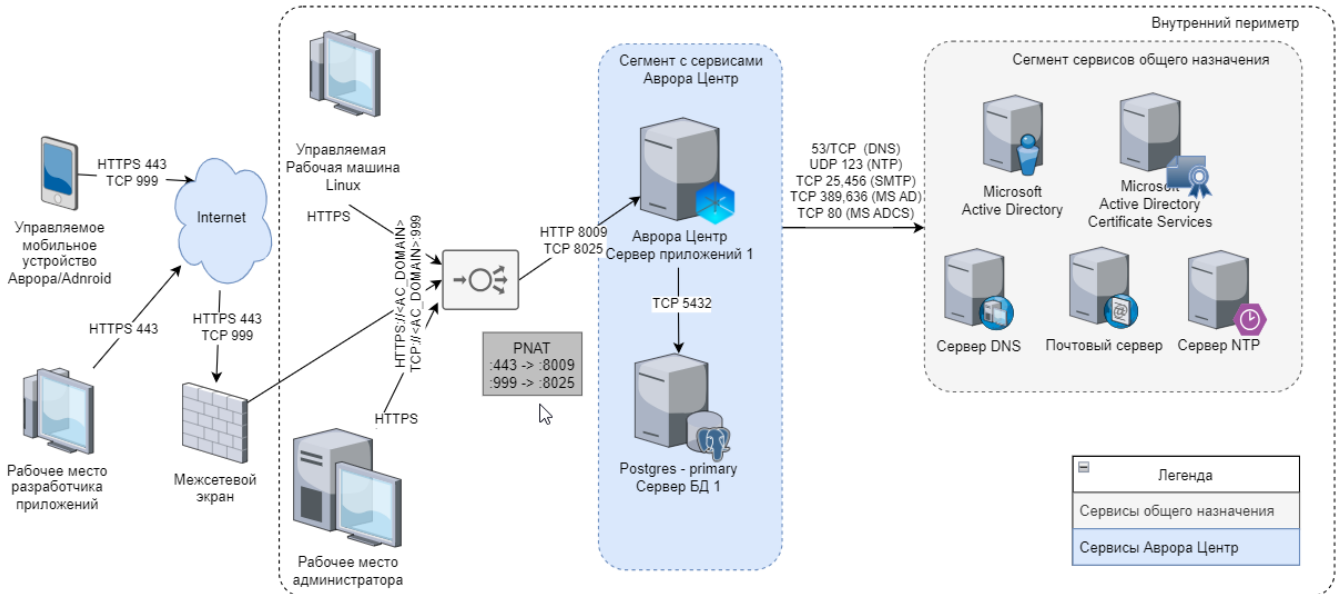 Внутренний периметр
Управляемая
Рабочая машина
Linux
HTTPS
HTTPS 443
TCP 999
Управляемое
мобильное
устройство
Аврора/Adnroid
Internet
HTTPS 443
HTTPS 443
TCP 999
Рабочее место
разработчика
приложений
Межсетевой
экран
HTTPS://<AC_DOMAIN>
TCP://<AC_DOMAIN>:999
HTTPS
Рабочее место
администратора
HTTP 8009
TCP 8025
PNAT
:443 -> :8009
:999 -> :8025
Сегмент с сервисами
Аврора Центр
Аврора Центр
Сервер приложений 1
TCP 5432
Postgres - primary
Сервер БД 1
53/TCP (DNS)
UDP 123 (NTP)
TCP 25,456 (SMTP)
TCP 389,636 (MS AD)
TCP 80 (MS ADCS)
Сегмент сервисов общего назначения
Microsoft
Active Directory
Microsoft
Active Directory
Certificate Services
Сервер DNS
Почтовый сервер
Сервер NTP
Легенда
Сервисы общего назначения
Сервисы Аврора Центр